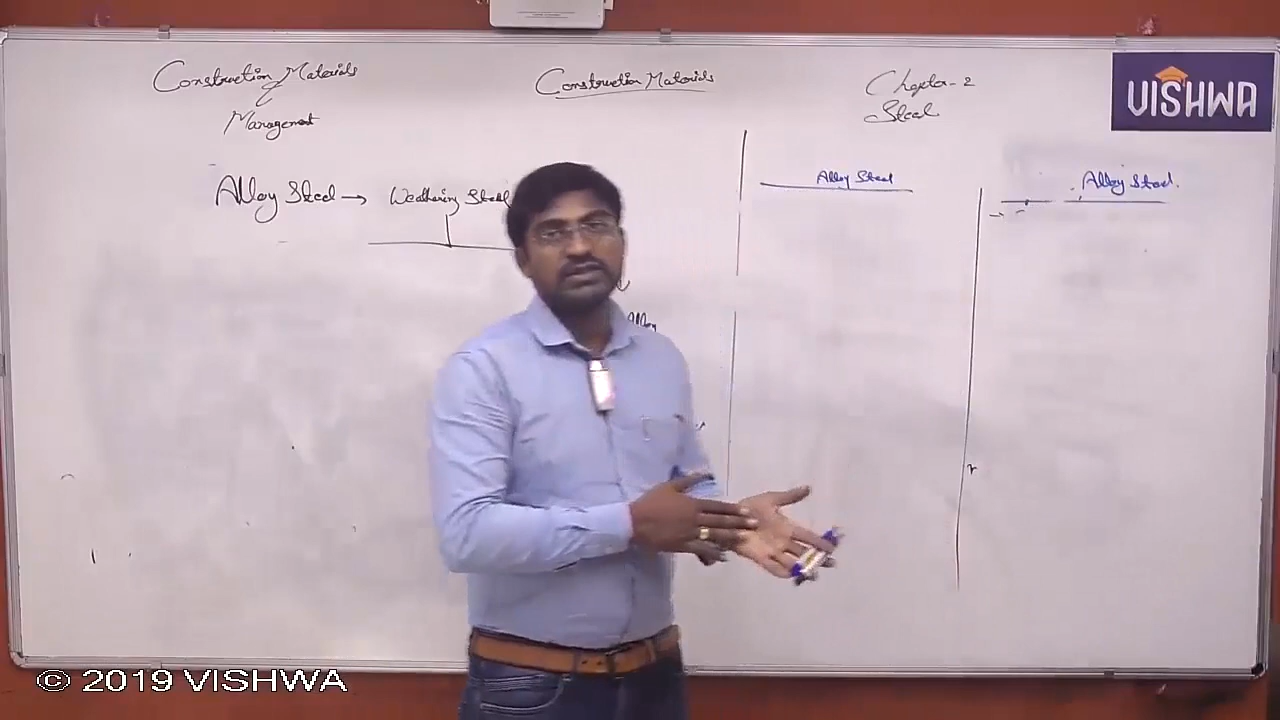 Construction Materials
&
Management
Construction Materials
Chapter-2
Steel
VISHWA
Alloy Steel → Weathering Steel
Alloy
Alloy Steel
Alloy Steel.
© 2019 VISHWA